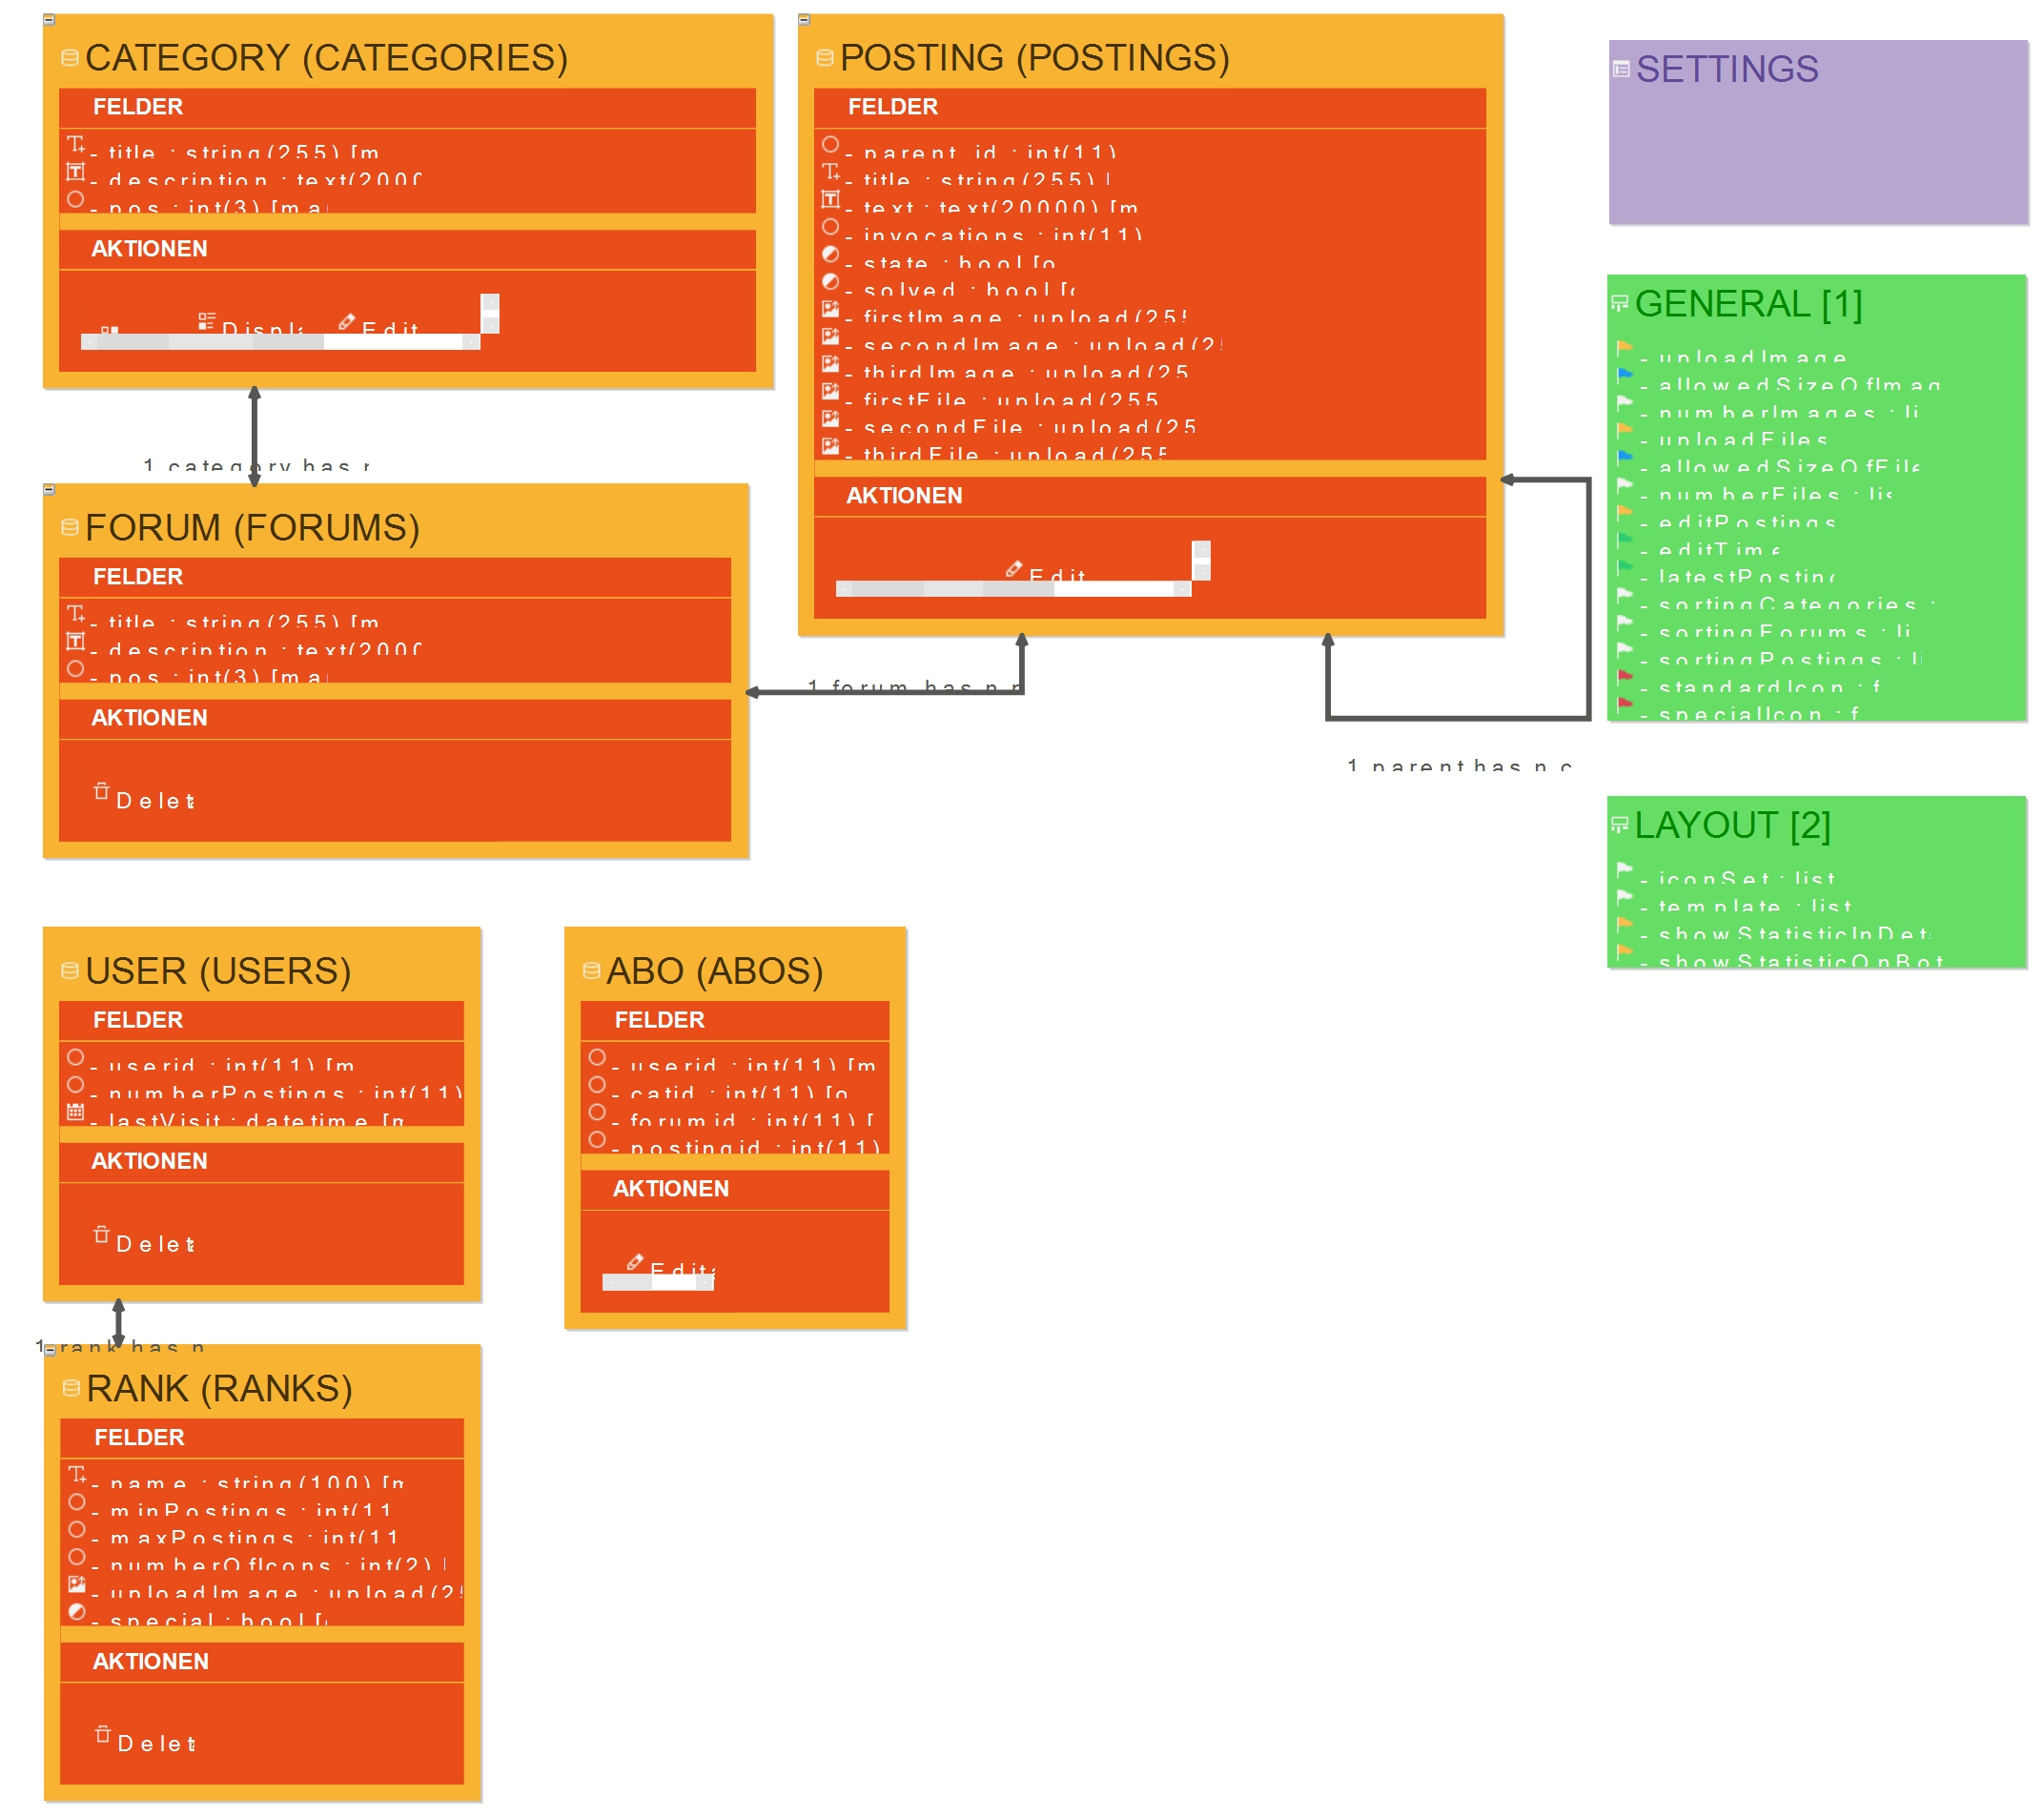 CATEGORY (CATEGORIES)
FELDER
- title : string(255) [m
- description : text(2000
- pos : int(3) [ma
AKTIONEN
Displa
Edit
1 category has n
FORUM (FORUMS)
FELDER
- title : string(255) [m
- description : text(2000
- pos : int(3) [ma
AKTIONEN
Delet
POSTING (POSTINGS)
FELDER
- parent_id : int(11)
- title : string(255) [
- text : text(20000) [m
- invocations : int(11)
- state : bool [o
- solved : bool [o
- firstImage : upload(255
- secondImage : upload(25
- thirdImage : upload(25
- firstFile : upload(255
- secondFile : upload(25
- thirdFile : upload(255
AKTIONEN
Edit
1 forum has n
1 parent has n c
SETTINGS
GENERAL [1]
- uploadImage
- allowedSizeOfImag
- numberImages : li
- uploadFiles
- allowedSizeOfFile
- numberFiles : lis
- editPostings
- editTime
- latestPosting
- sortingCategories :
- sortingForums : li
- sortingPostings : li
- standardIcon : f
- specialIcon : f
LAYOUT [2]
- iconSet : list
- template : list
- showStatisticInDet
- showStatisticOnBot
USER (USERS)
FELDER
- userid : int(11) [m
- numberPostings : int(11)
- lastVisit : datetime [m
AKTIONEN
Delet
1 rank has n
ABO (ABOS)
FELDER
- userid : int(11) [m
- catid : int(11) [o
- forumid : int(11) [
- postingid : int(11)
AKTIONEN
Edit
RANK (RANKS)
FELDER
- name : string(100) [m
- minPostings : int(11
- maxPostings : int(11
- numberOfIcons : int(2) [
- uploadImage : upload(25
- special : bool [o
AKTIONEN
Delet